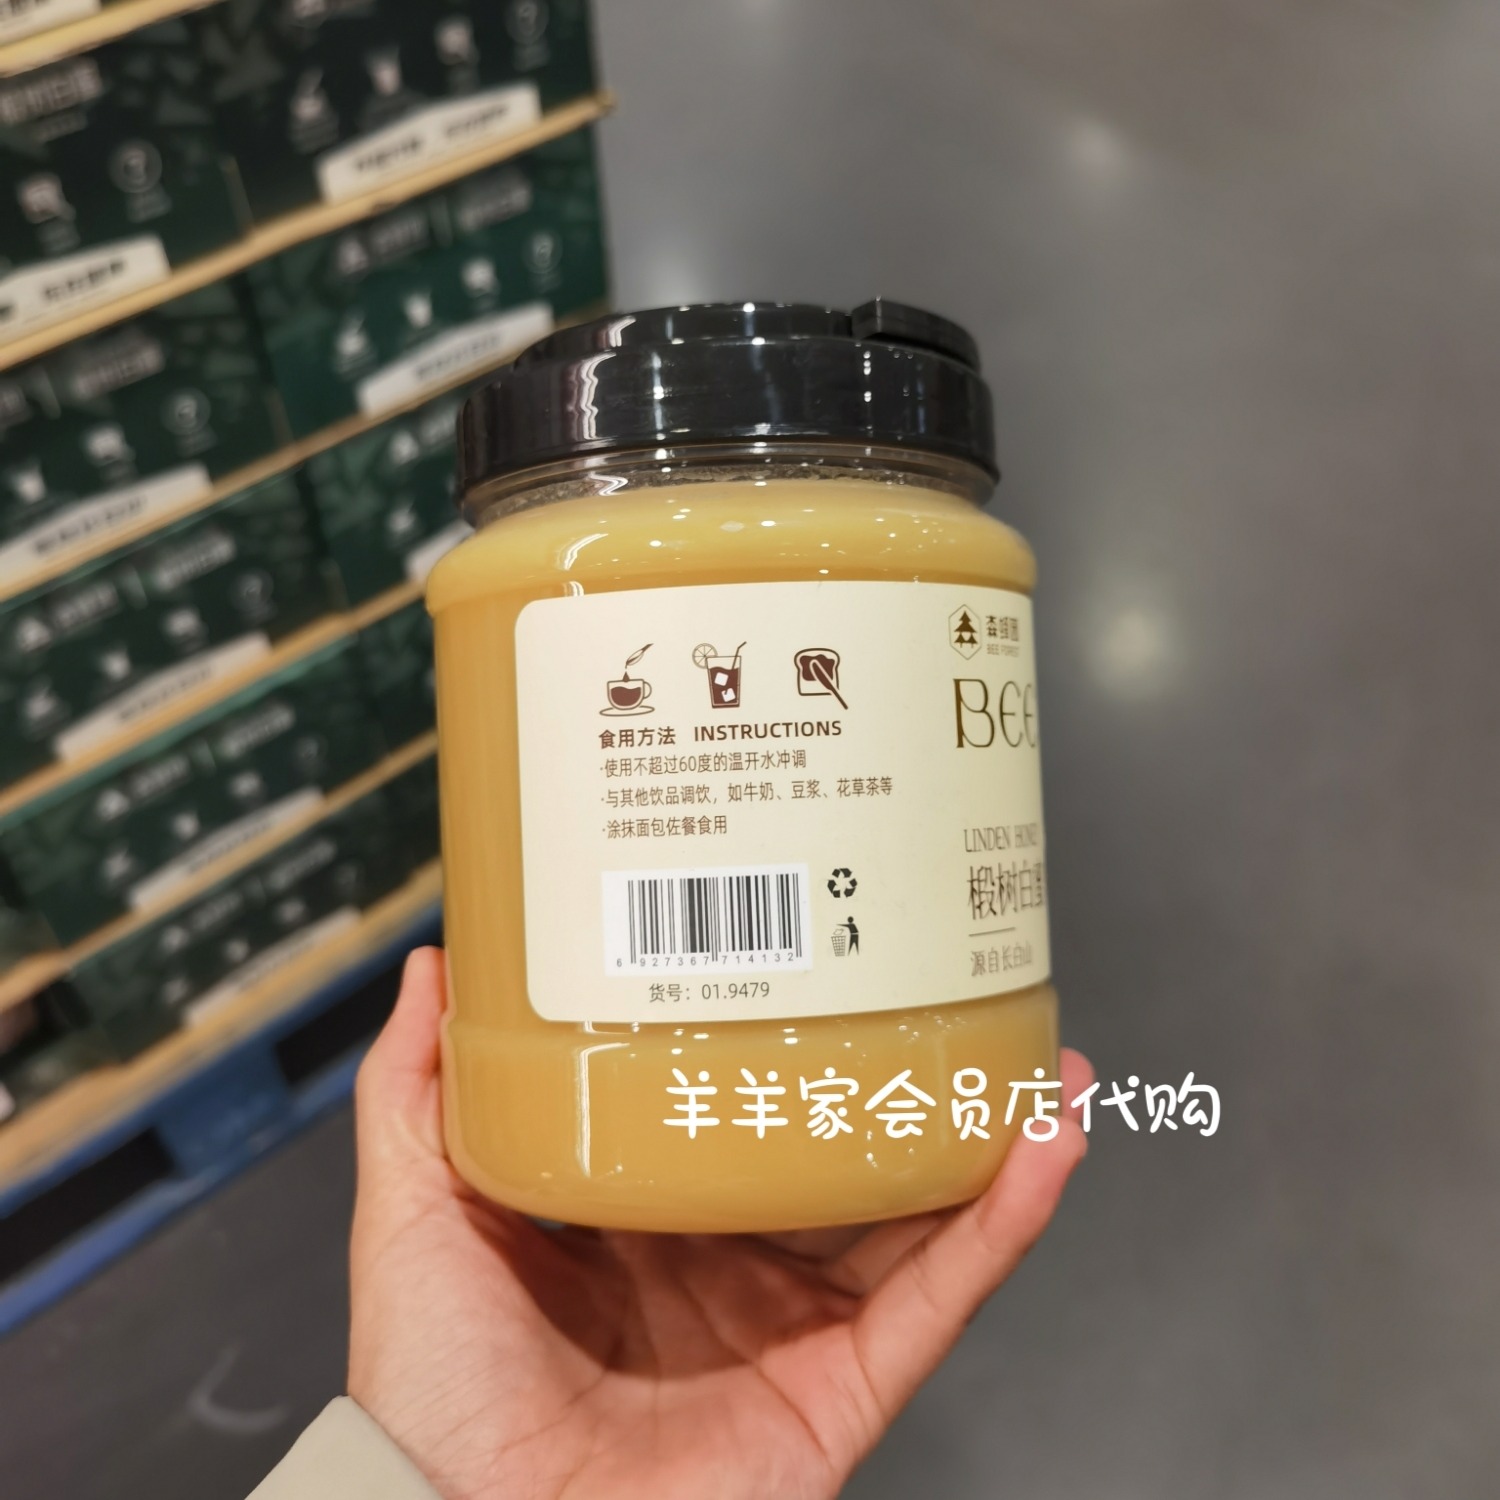 森蜂园
BEE FOREST
BEE
食用方法 INSTRUCTIONS
·使用不超过60度的温开水冲调
·与其他饮品调饮，如牛奶、豆浆、花草茶等
·涂抹面包佐餐食用
LINDEN HONEY
椴树白蜜
源自长白山
6 927367 714132
货号：01.9479
羊羊家会员店代购